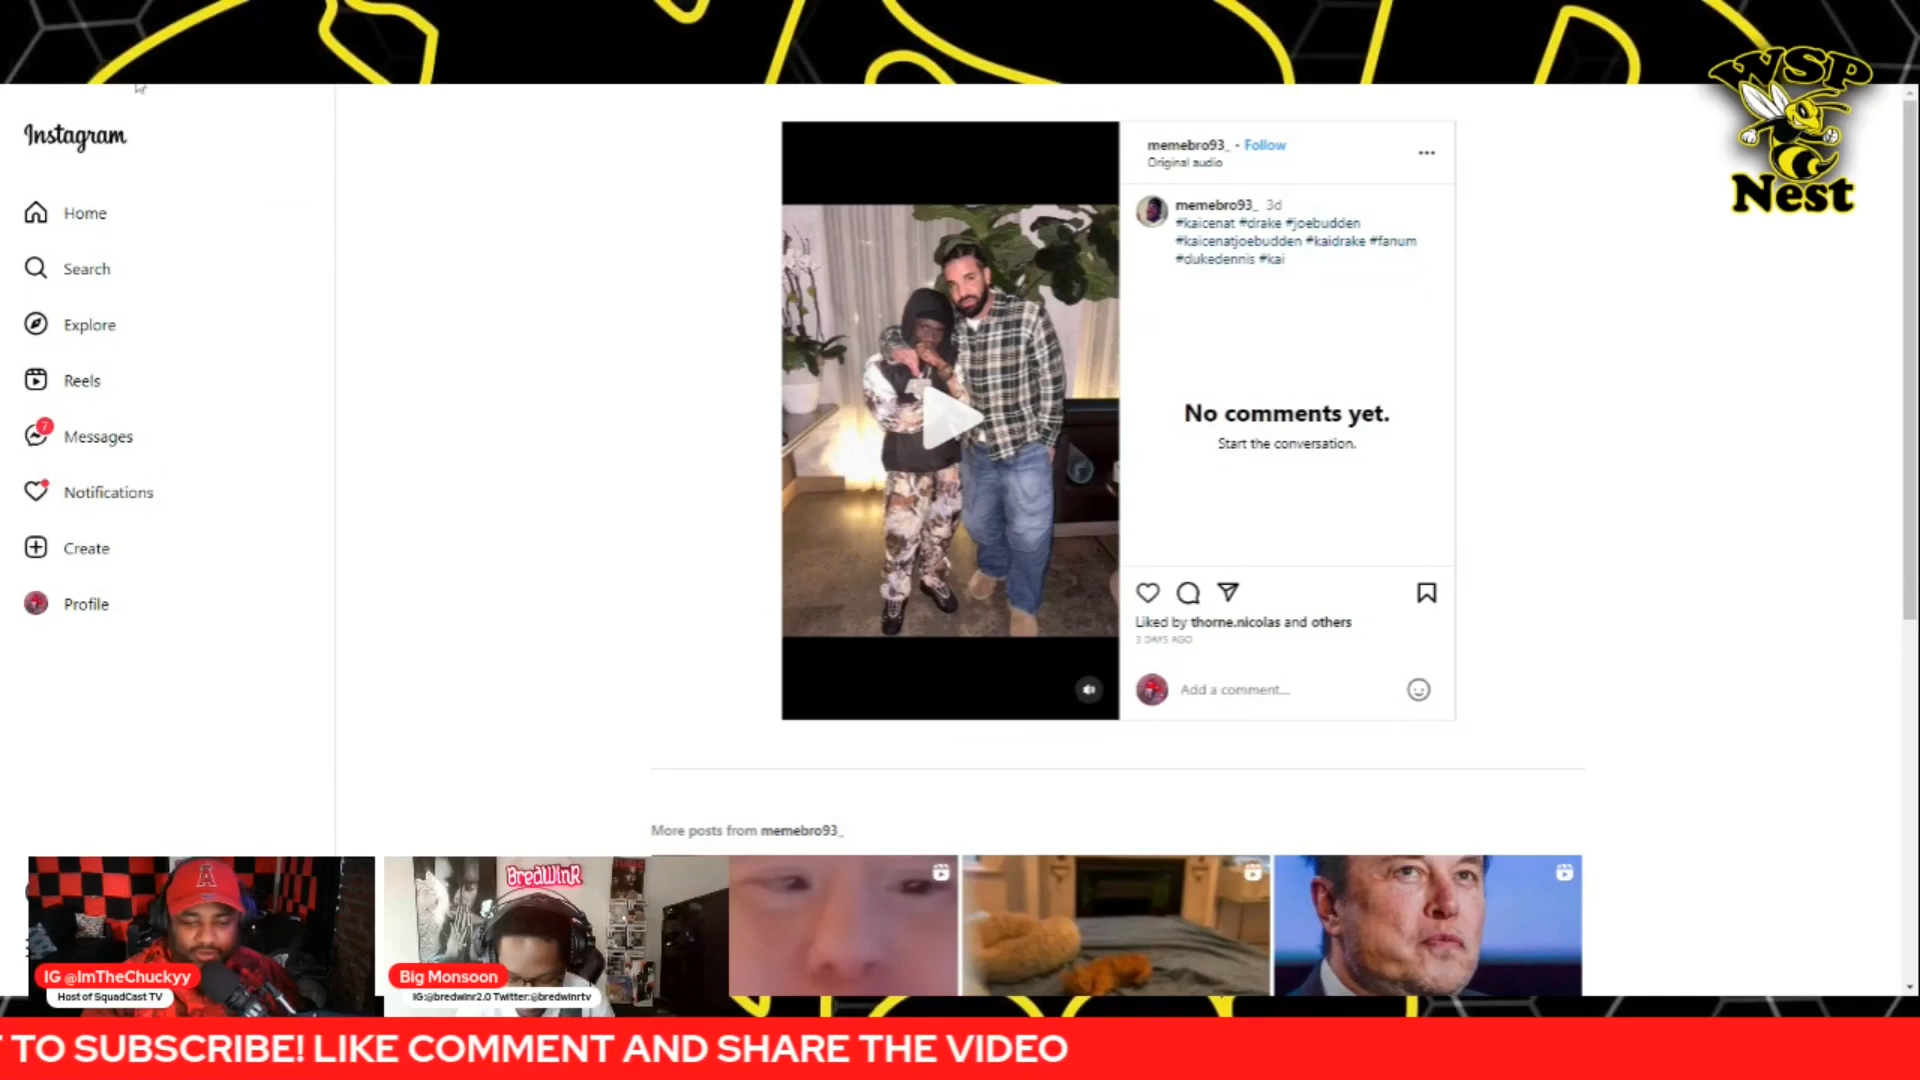 WSP
Nest
Instagram
Home
Search
Explore
Reels
7
Messages
Notifications
Create
Profile
memebro93_ • Follow
Original audio
memebro93_ 3d
#kaicenat #drake #joebudden
#kaicenatjoebudden #kaidrake #fanum
#dukedennis #kai
No comments yet.
Start the conversation.
Liked by thorne.nicolas and others
3 DAYS AGO
Add a comment...
More posts from memebro93_
A
BredWinR
IG @ImTheChuckyy
Host of SquadCast TV
Big Monsoon
IG:@bredwinr2.0 Twitter:@bredwinrtv
TO SUBSCRIBE! LIKE COMMENT AND SHARE THE VIDEO